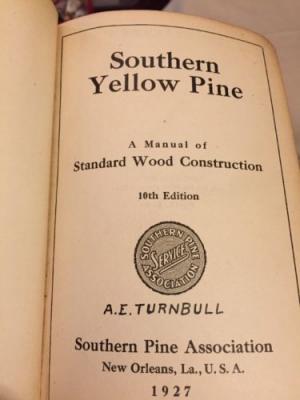 Southern
Yellow Pine
A Manual of
Standard Wood Construction
10th Edition
SOUTHERN PINE
SERVICE
ASSOCIATION
A.E. TURNBULL
Southern Pine Association
New Orleans, La., U. S. A.
1927